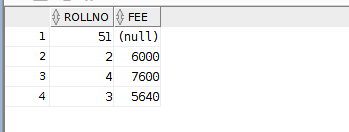 ROLLNO FEE
1 51 (null)
2 2 6000
3 4 7600
4 3 5640